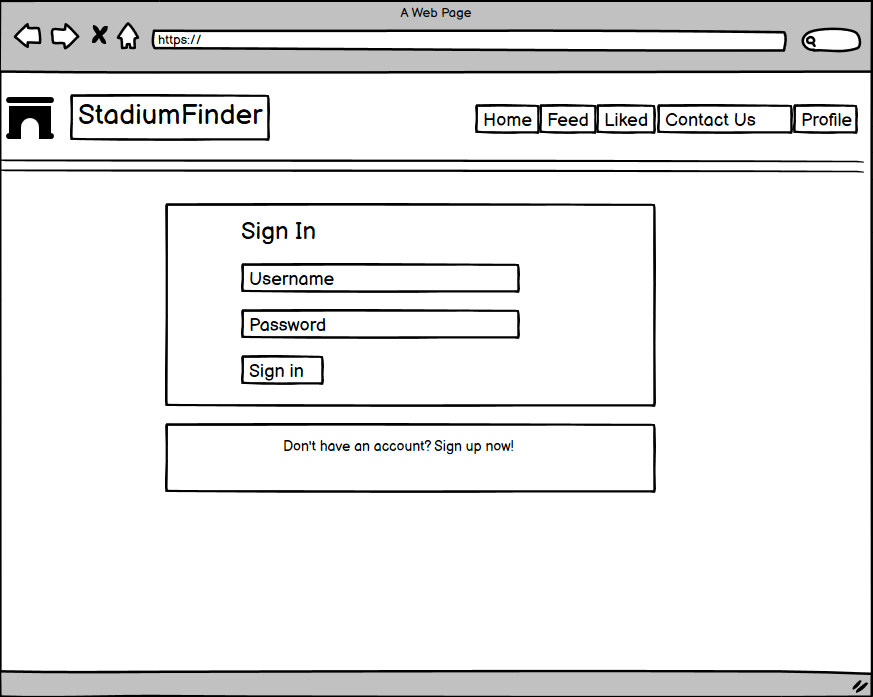 A Web Page
https://
StadiumFinder
Home Feed Liked Contact Us Profile
Sign In
Username
Password
Sign in
Don't have an account? Sign up now!